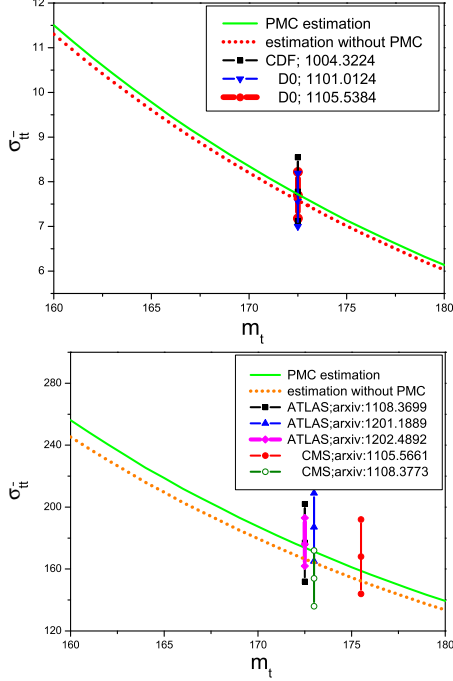 12
11
10
9
8
7
6
σtt̄
PMC estimation
estimation without PMC
CDF; 1004.3224
D0; 1101.0124
D0; 1105.5384
160 165 170 175 180
mt
280
240
200
160
120
σtt̄
PMC estimation
estimation without PMC
ATLAS;arxiv:1108.3699
ATLAS;arxiv:1201.1889
ATLAS;arxiv:1202.4892
CMS;arxiv:1105.5661
CMS;arxiv:1108.3773
160 165 170 175 180
mt